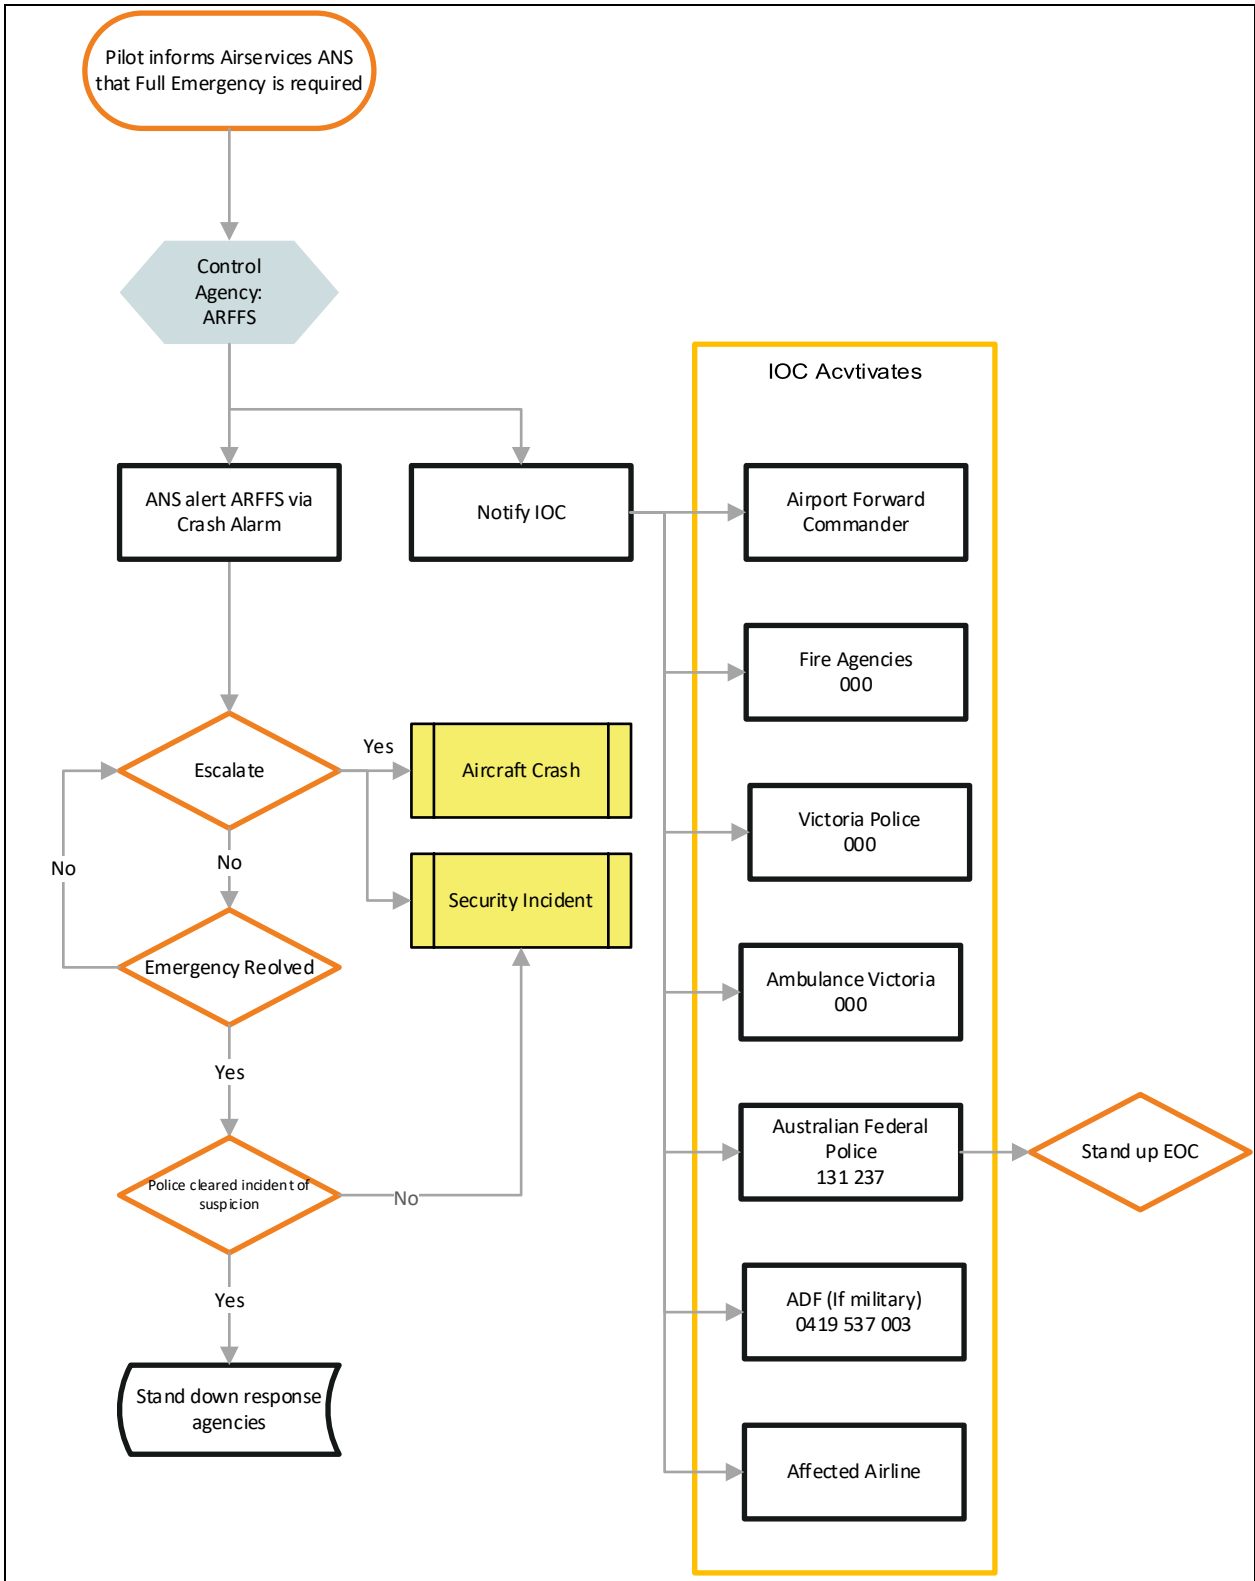 Pilot informs Airservices ANS
that Full Emergency is required
Control
Agency:
ARFFS
IOC Acvtivates
ANS alert ARFFS via
Crash Alarm
Notify IOC
Airport Forward
Commander
Fire Agencies
000
Escalate
Yes
Aircraft Crash
Victoria Police
000
No
No
Security Incident
Emergency Reolved
Ambulance Victoria
000
Yes
Australian Federal
Police
131 237
Stand up EOC
Police cleared incident of
suspicion
No
Yes
ADF (If military)
0419 537 003
Stand down response
agencies
Affected Airline